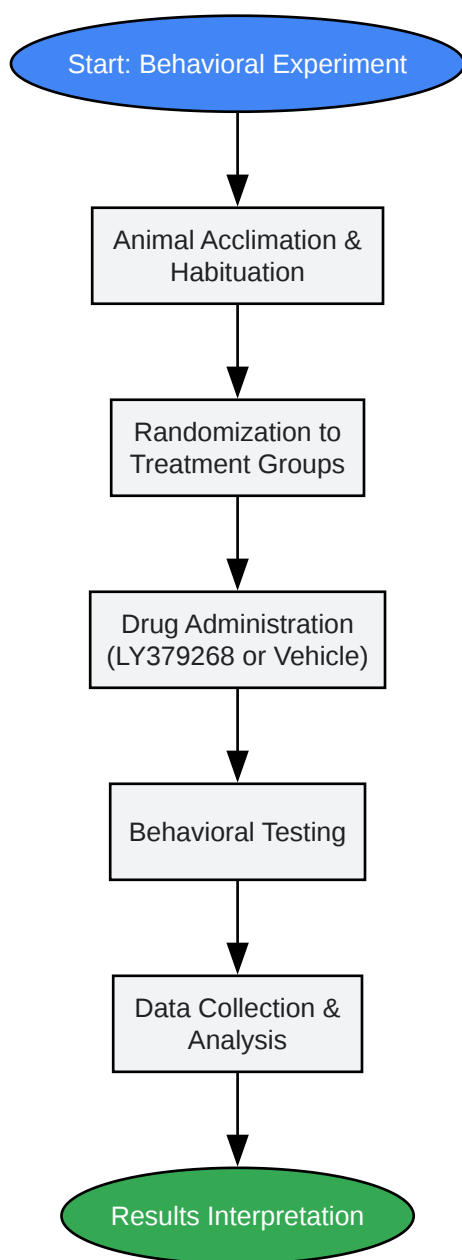 Start: Behavioral Experiment
Animal Acclimation &
Habituation
Randomization to
Treatment Groups
Drug Administration
(LY379268 or Vehicle)
Behavioral Testing
Data Collection &
Analysis
Results Interpretation